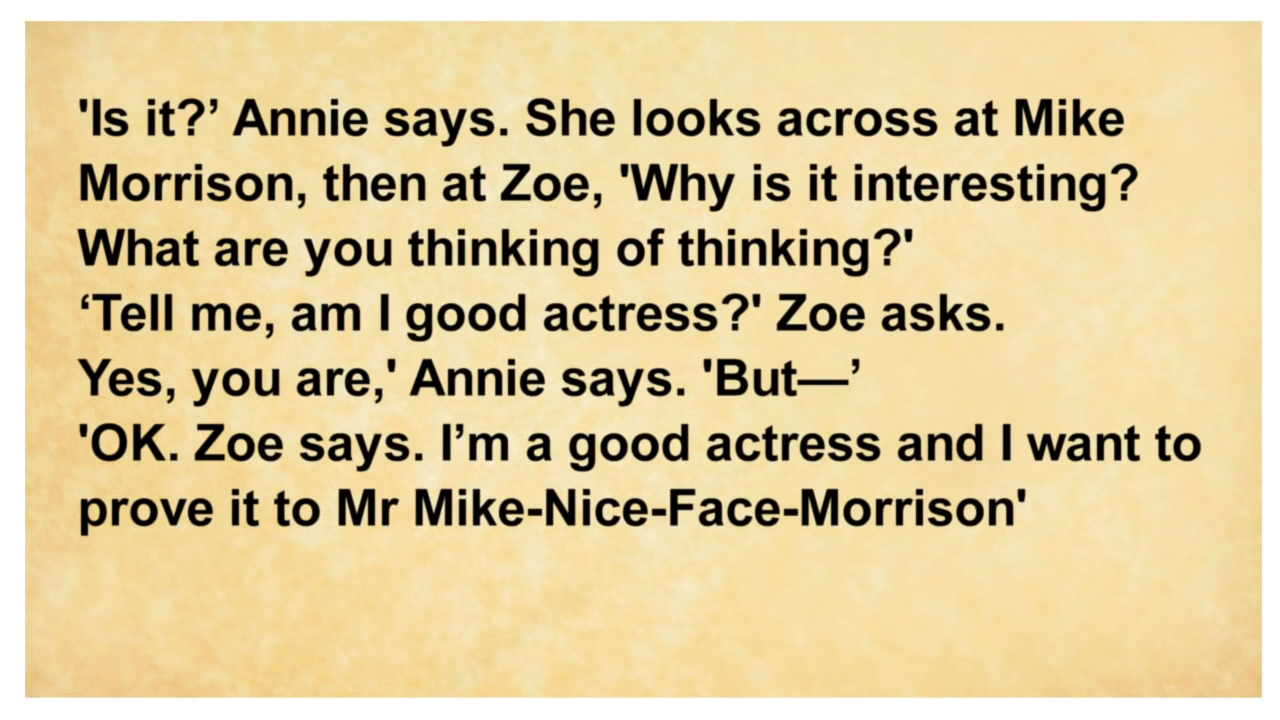 'Is it?’ Annie says. She looks across at Mike
Morrison, then at Zoe, 'Why is it interesting?
What are you thinking of thinking?'
‘Tell me, am I good actress?' Zoe asks.
Yes, you are,' Annie says. 'But—’
'OK. Zoe says. I’m a good actress and I want to
prove it to Mr Mike-Nice-Face-Morrison'